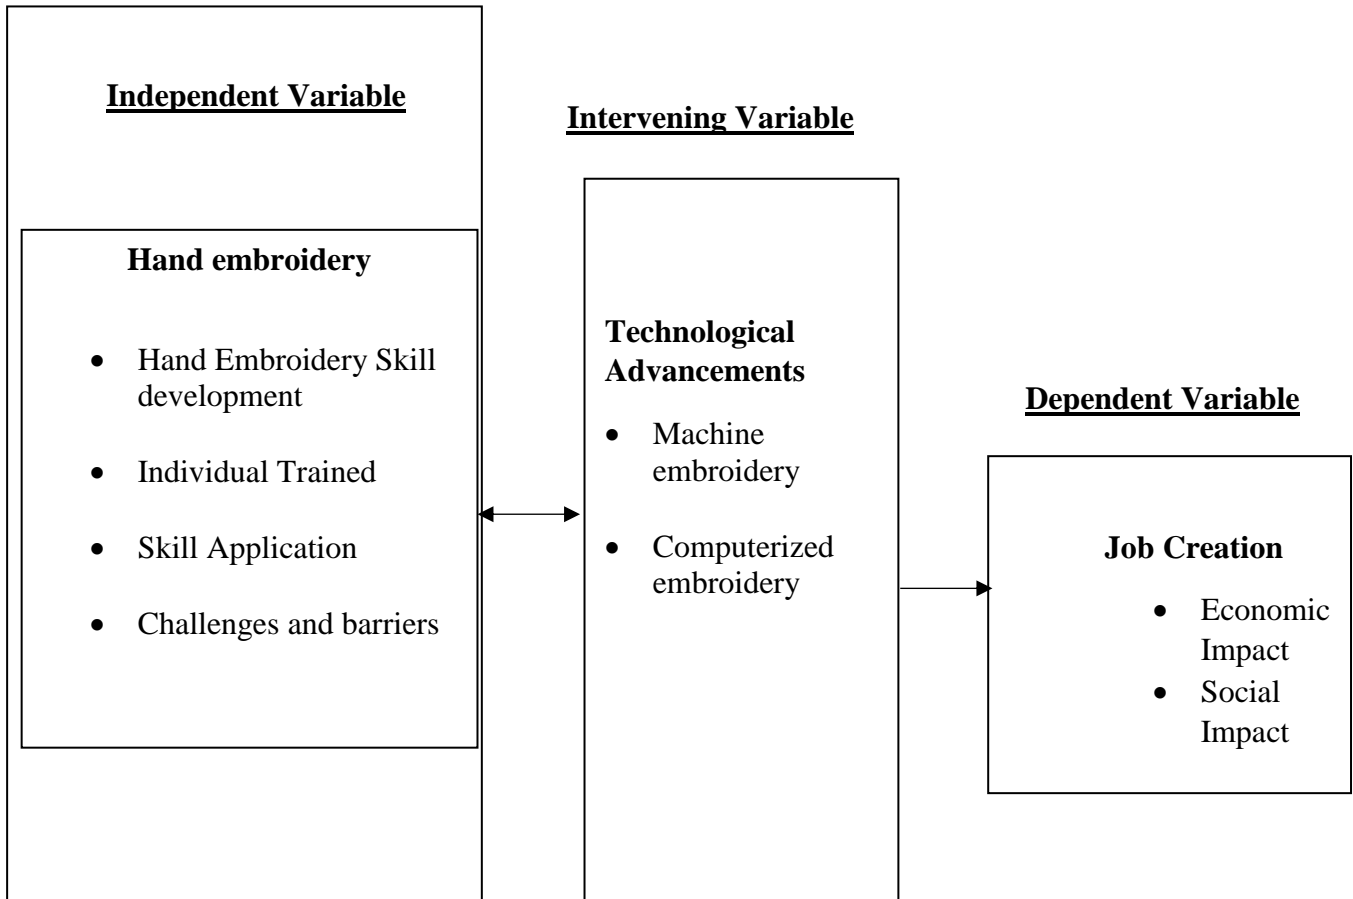 Independent Variable
Hand embroidery
• Hand Embroidery Skill
development
• Individual Trained
• Skill Application
• Challenges and barriers
Intervening Variable
Technological
Advancements
• Machine
embroidery
• Computerized
embroidery
Dependent Variable
Job Creation
• Economic
Impact
• Social
Impact